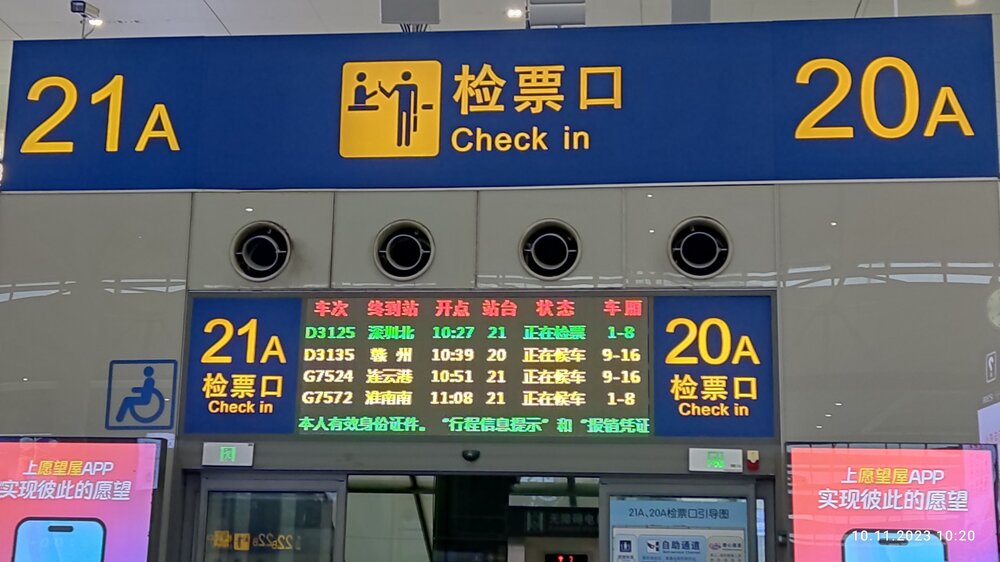 21A 检票口 20A
Check in
21A
检票口
Check in
车次 终到站 开点 站台 状态 车厢
D3125 深圳北 10:27 21 正在检票 1-8
D3135 赣 州 10:39 20 正在候车 9-16
G7524 连云港 10:51 21 正在候车 9-16
G7572 淮南南 11:08 21 正在候车 1-8
本人有效身份证件。“行程信息提示”和“报销凭证
20A
检票口
Check in
上愿望屋APP
实现彼此的愿望
上愿望屋APP
实现彼此的愿望
21A、20A检票口引导图
自助通道
10.11.2023 10:20